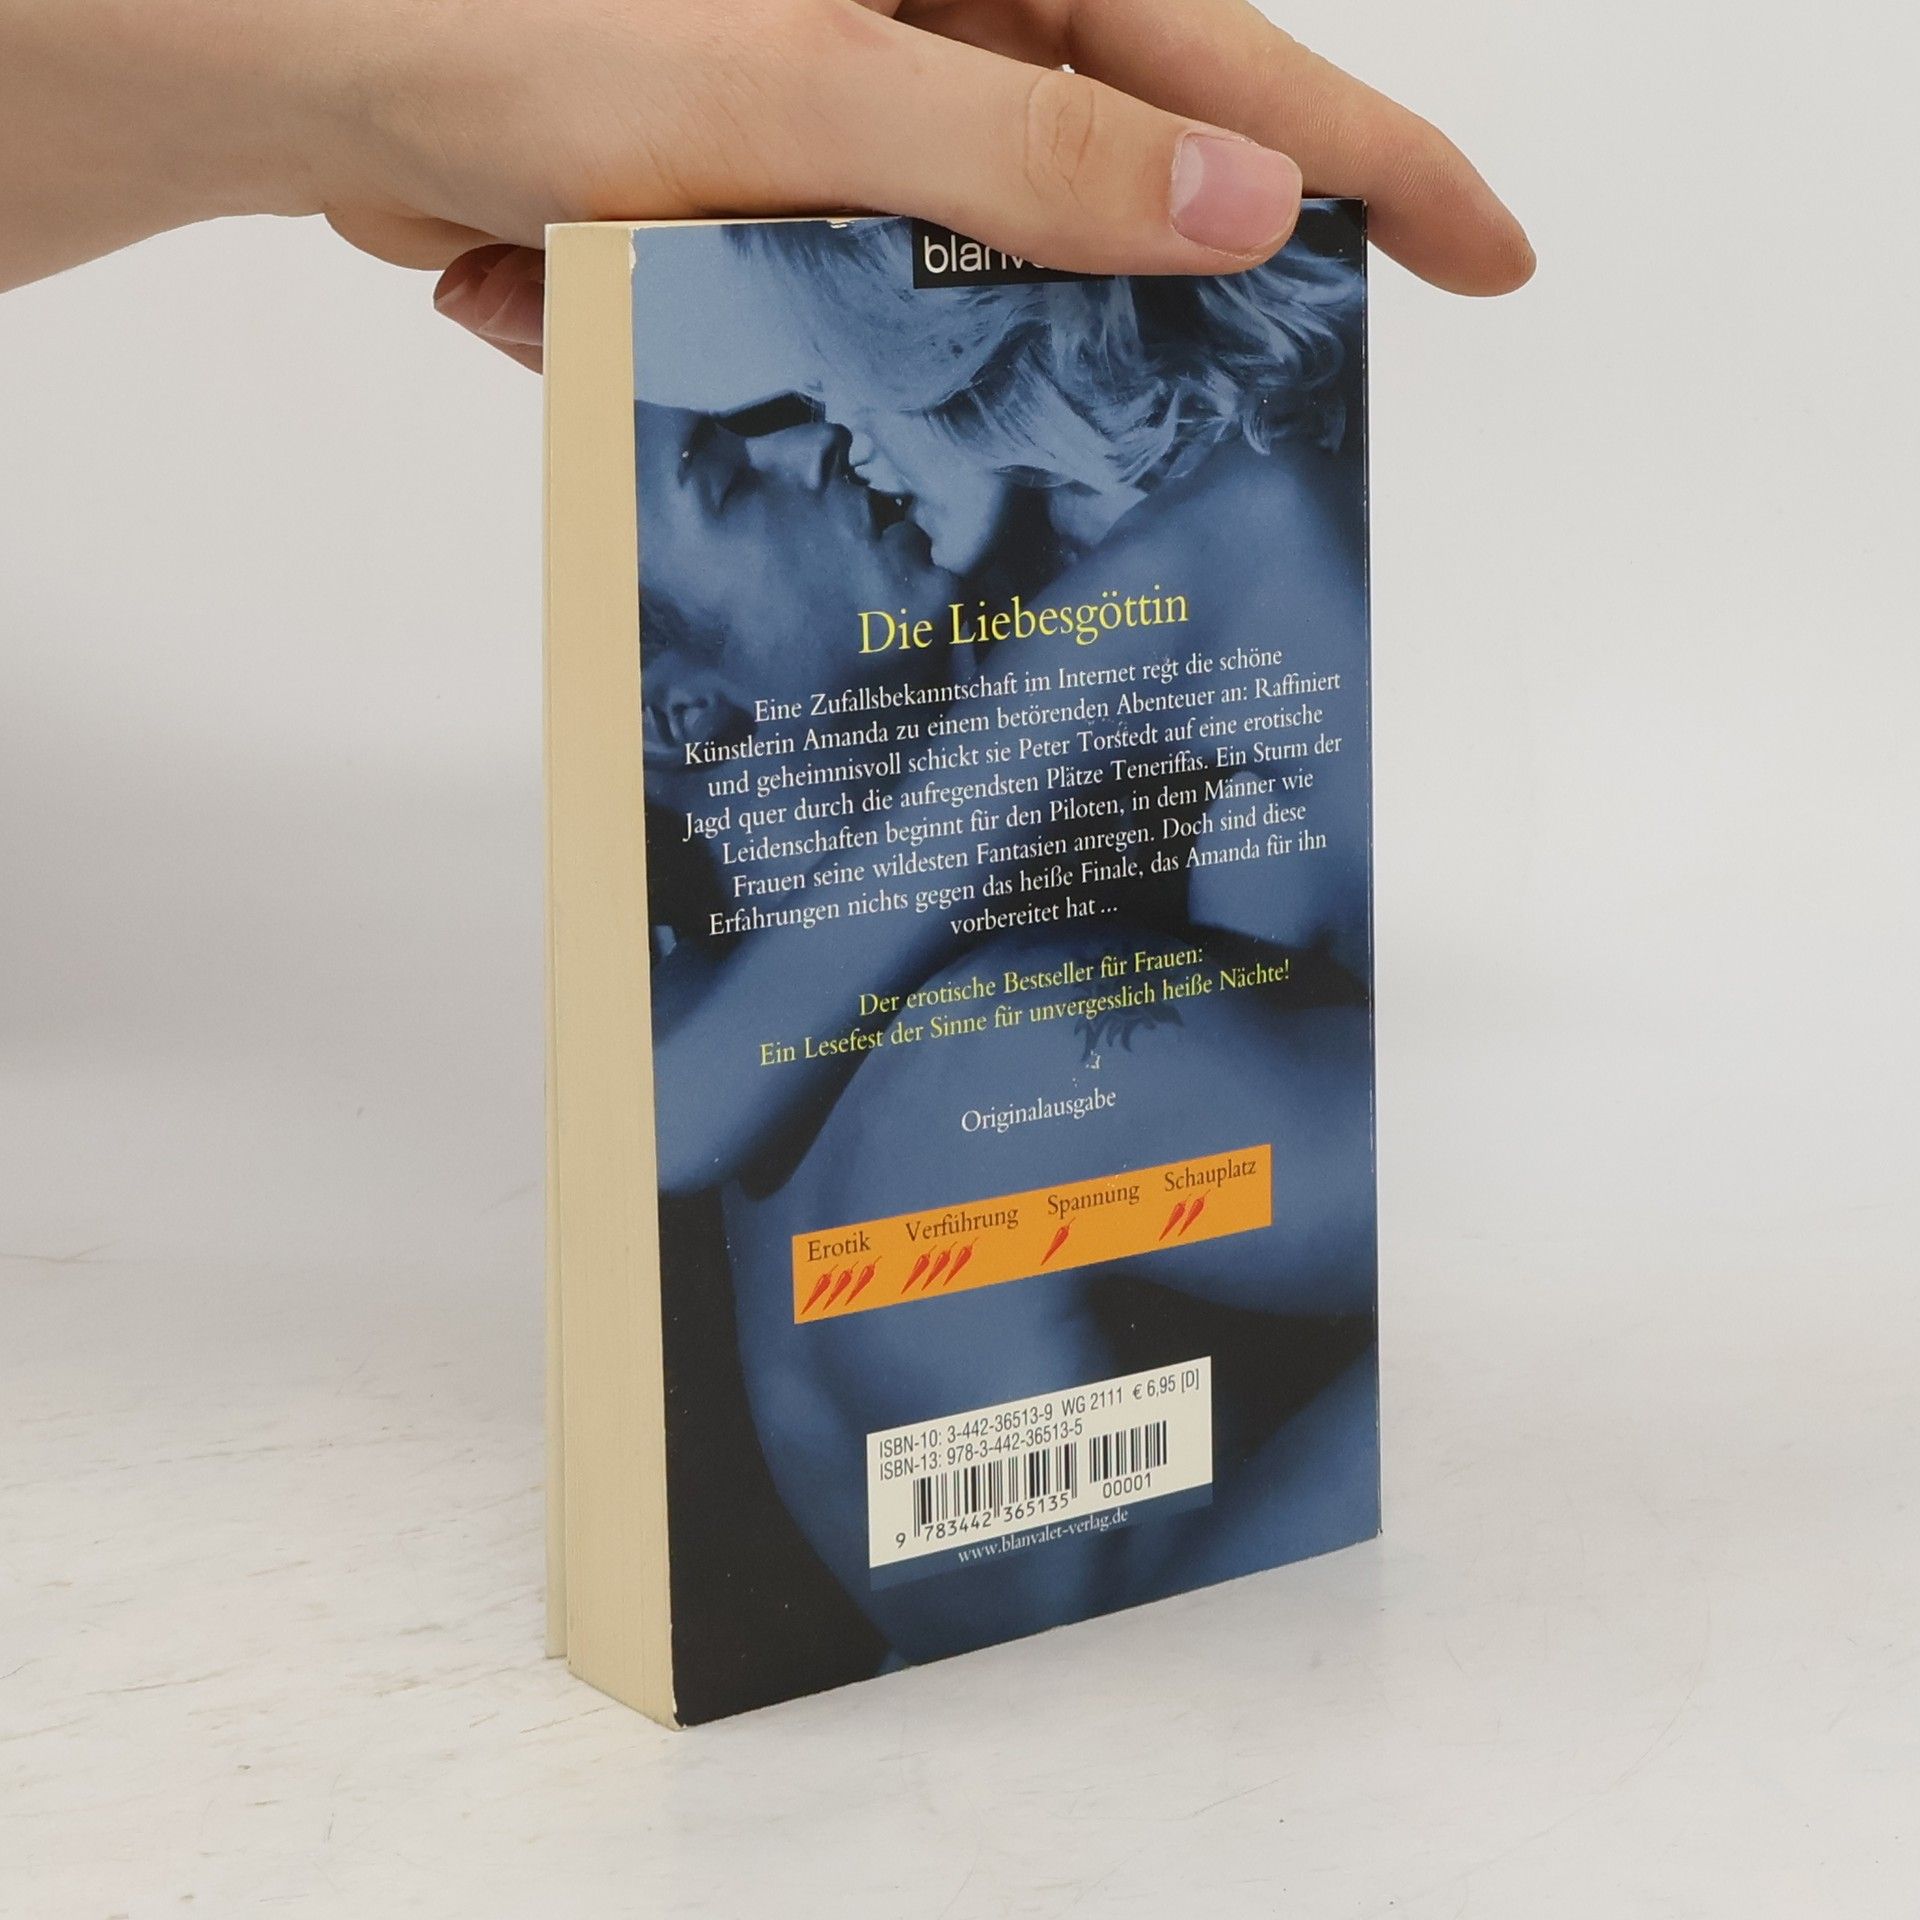 Die Liebesgöttin
Eine Zufallsbekanntschaft im Internet regt die schöne
Künstlerin Amanda zu einem betörenden Abenteuer an: Raffiniert
und geheimnisvoll schickt sie Peter Torstedt auf eine erotische
Jagd quer durch die aufregendsten Plätze Teneriffas. Ein Sturm der
Leidenschaften beginnt für den Piloten, in dem Männer wie
Frauen seine wildesten Fantasien anregen. Doch sind diese
Erfahrungen nichts gegen das heiße Finale, das Amanda für ihn
vorbereitet hat ...
Der erotische Bestseller für Frauen:
Ein Lesefest der Sinne für unvergesslich heiße Nächte!
Originalausgabe
Erotik Verführung Spannung Schauplatz
ISBN-10: 3-442-36513-9 WG 2111 € 6,95 [D]
ISBN-13: 978-3-442-36513-5
00001
9 783442 365135
www.blanvalet-verlag.de